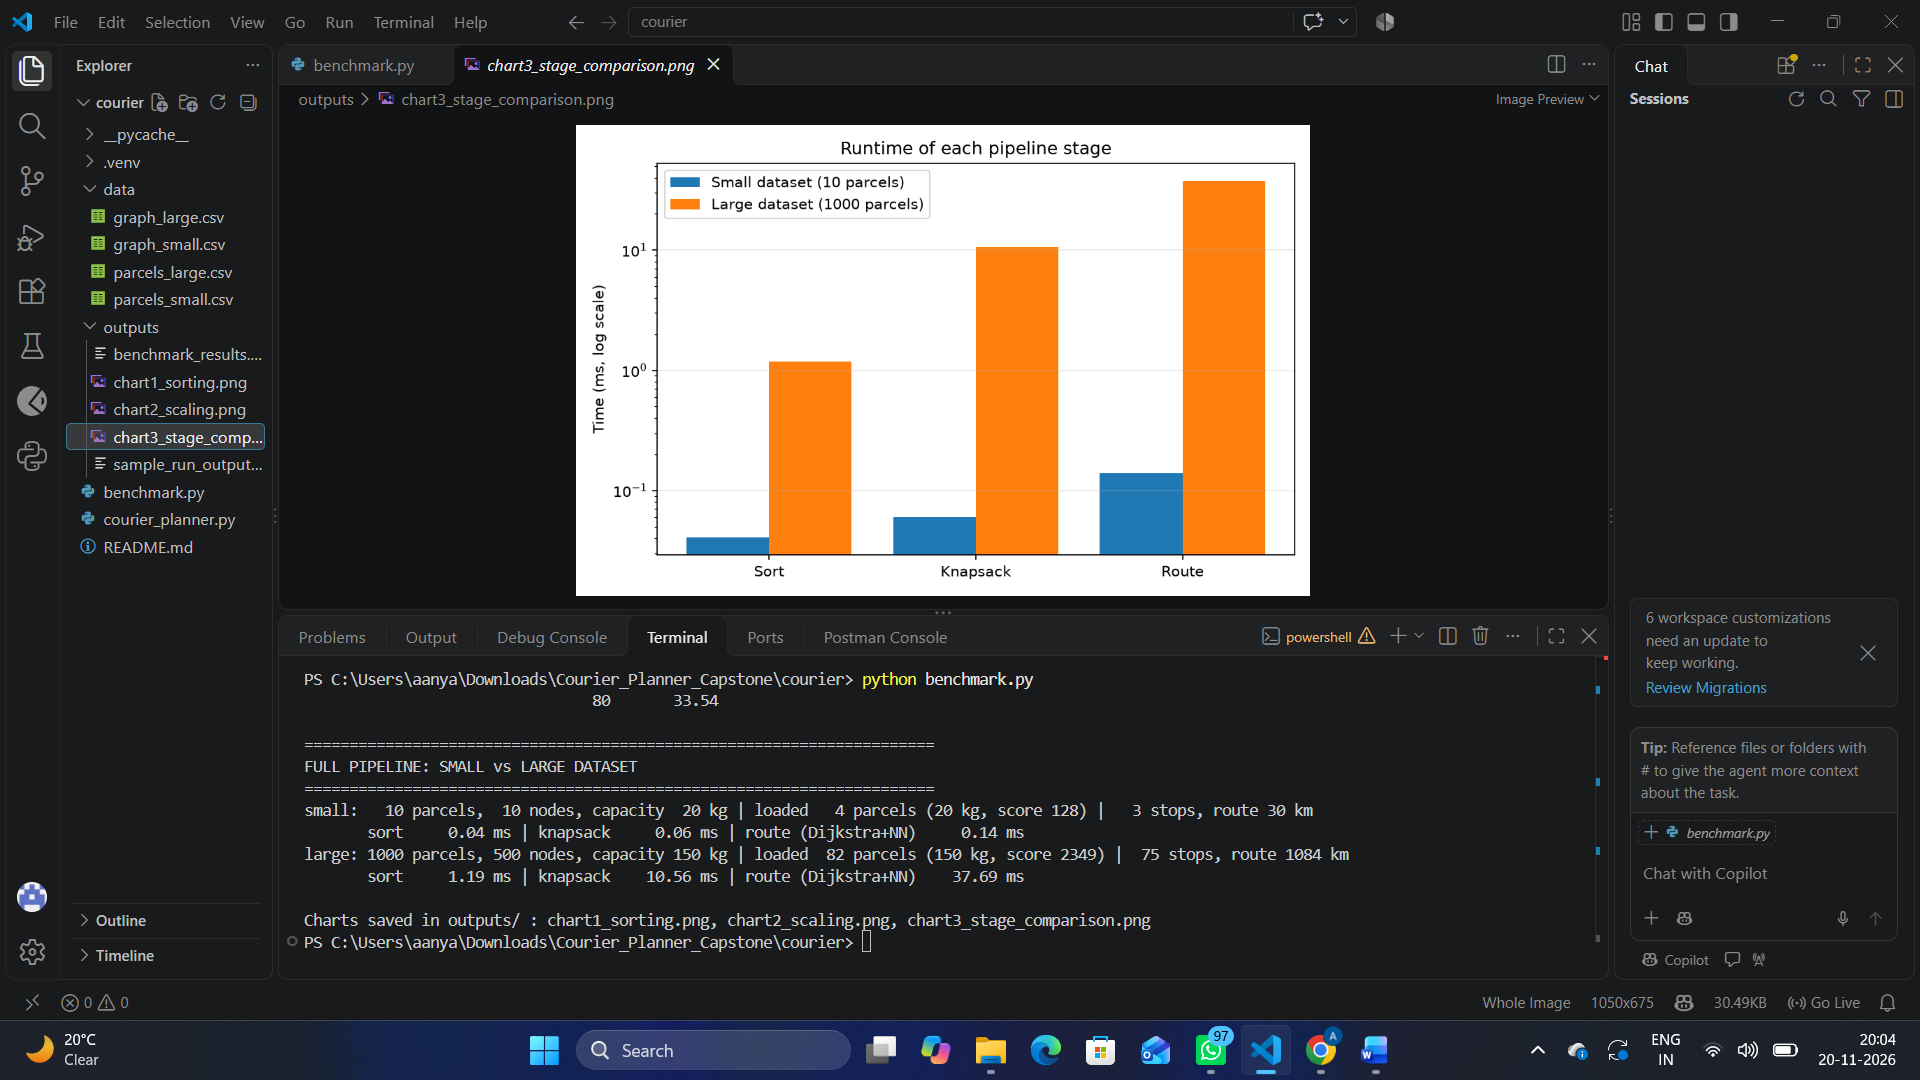 File Edit Selection View Go Run Terminal Help
courier
Explorer
courier
__pycache__
.venv
data
graph_large.csv
graph_small.csv
parcels_large.csv
parcels_small.csv
outputs
benchmark_results....
chart1_sorting.png
chart2_scaling.png
chart3_stage_comp...
sample_run_output...
benchmark.py
courier_planner.py
README.md
Outline
Timeline
benchmark.py
chart3_stage_comparison.png
outputs > chart3_stage_comparison.png
Image Preview
Runtime of each pipeline stage
Small dataset (10 parcels)
Large dataset (1000 parcels)
Time (ms, log scale)
10¹
10⁰
10⁻¹
Sort Knapsack Route
Problems Output Debug Console Terminal Ports Postman Console
powershell
PS C:\Users\aanya\Downloads\Courier_Planner_Capstone\courier> python benchmark.py
80 33.54
======================================================================
FULL PIPELINE: SMALL vs LARGE DATASET
======================================================================
small: 10 parcels, 10 nodes, capacity 20 kg | loaded 4 parcels (20 kg, score 128) | 3 stops, route 30 km
sort 0.04 ms | knapsack 0.06 ms | route (Dijkstra+NN) 0.14 ms
large: 1000 parcels, 500 nodes, capacity 150 kg | loaded 82 parcels (150 kg, score 2349) | 75 stops, route 1084 km
sort 1.19 ms | knapsack 10.56 ms | route (Dijkstra+NN) 37.69 ms
Charts saved in outputs/ : chart1_sorting.png, chart2_scaling.png, chart3_stage_comparison.png
PS C:\Users\aanya\Downloads\Courier_Planner_Capstone\courier>
Chat
Sessions
6 workspace customizations
need an update to
keep working.
Review Migrations
Tip: Reference files or folders with
# to give the agent more context
about the task.
benchmark.py
Chat with Copilot
Copilot
0 0
Whole Image 1050x675 30.49KB Go Live
20°C
Clear
Search
97
A
ENG
IN
20:04
20-11-2026